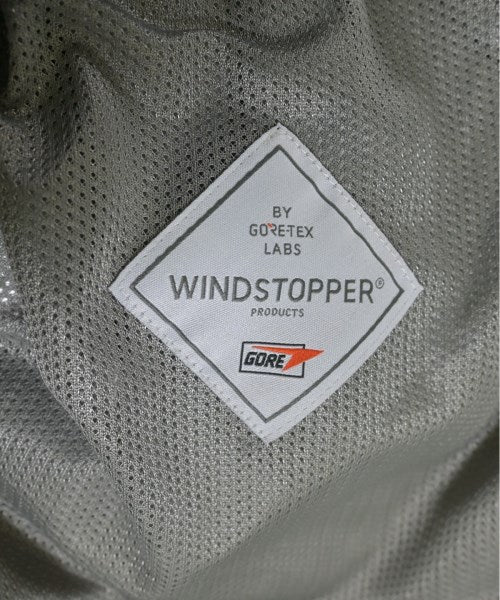 BY
GORE-TEX
LABS
WINDSTOPPER®
PRODUCTS
GORE